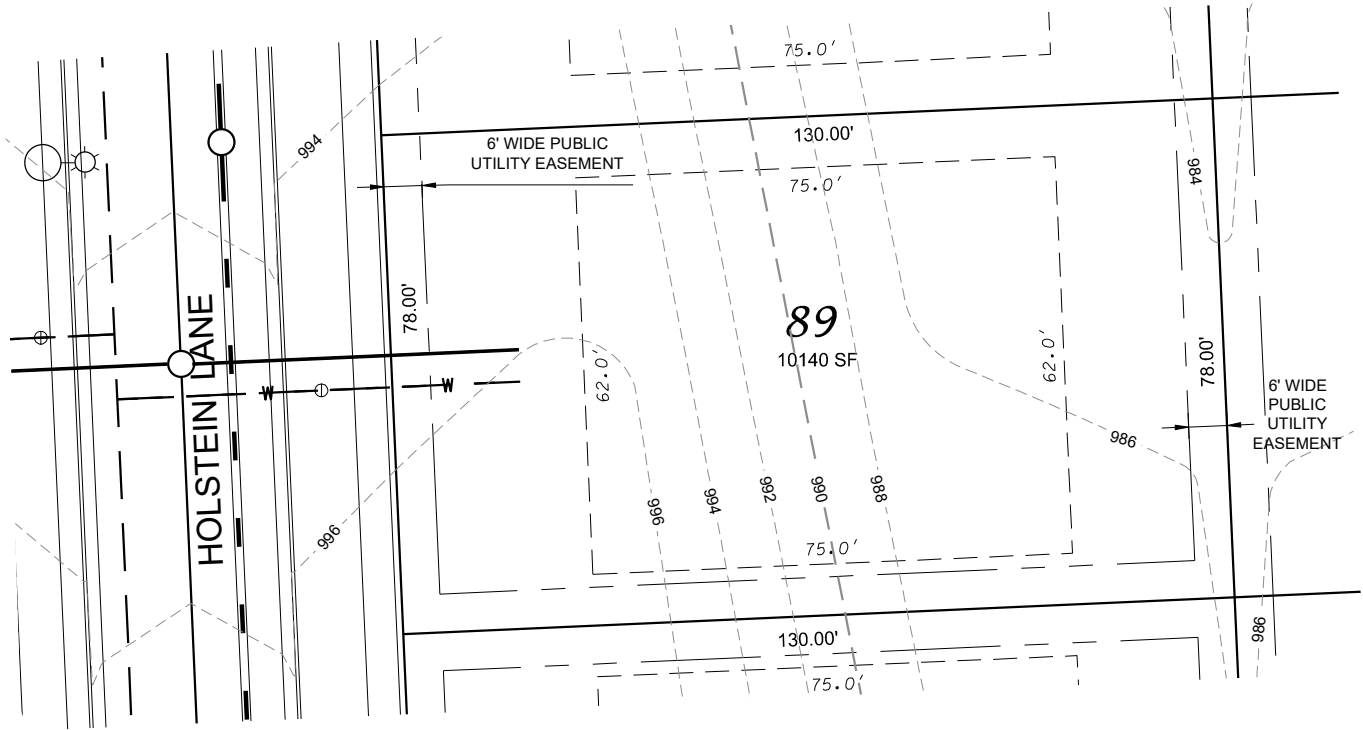 75.0'
130.00'
6' WIDE PUBLIC
UTILITY EASEMENT
994
984
75.0'
78.00'
HOLSTEIN LANE
89
10140 SF
62.0'
62.0'
78.00'
6' WIDE
PUBLIC
UTILITY
EASEMENT
W
W
986
996
996
994
992
990
988
75.0'
130.00'
986
75.0'